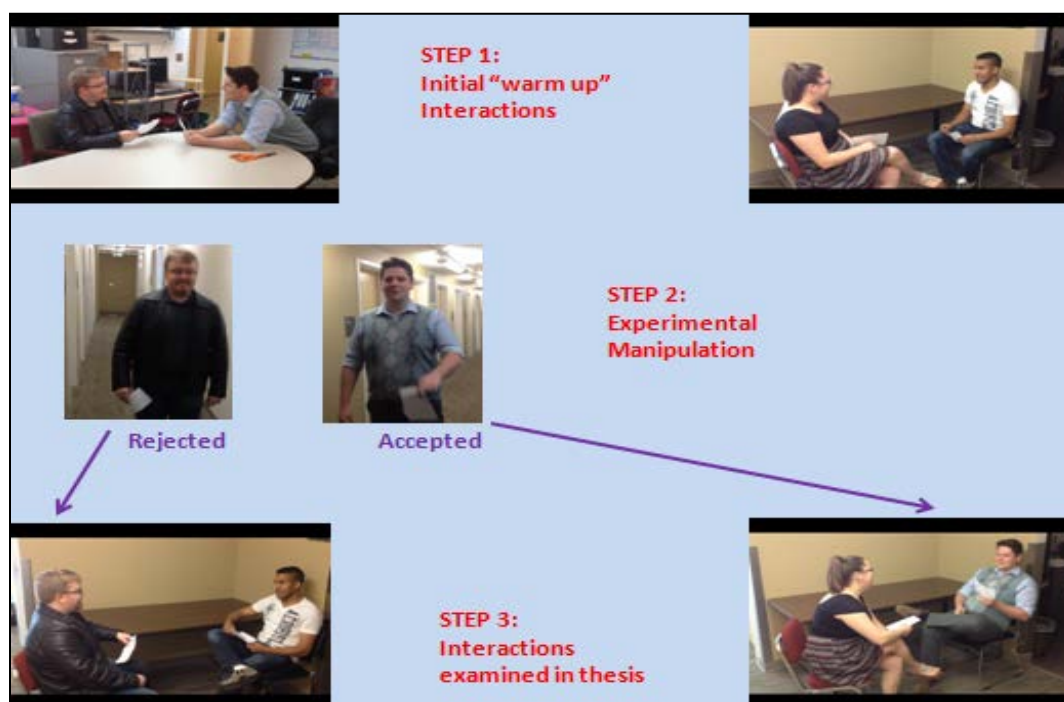 STEP 1:
Initial “warm up”
Interactions
STEP 2:
Experimental
Manipulation
Rejected
Accepted
STEP 3:
Interactions
examined in thesis